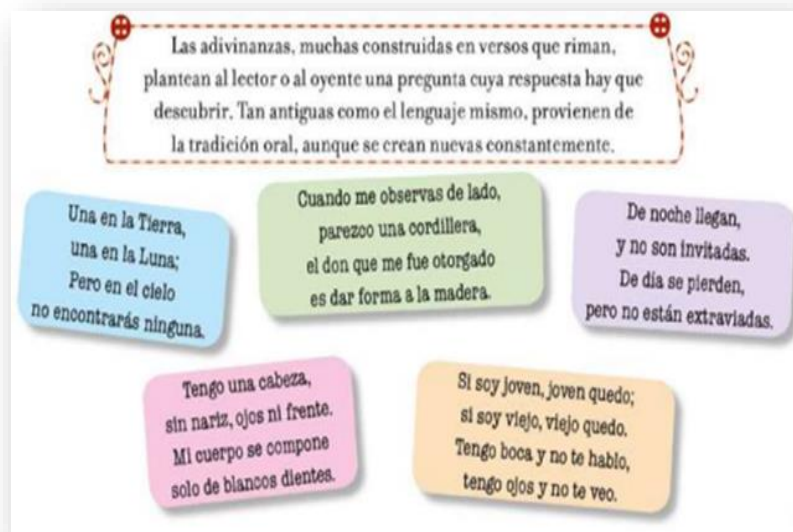 Las adivinanzas, muchas construidas en versos que riman,
plantean al lector o al oyente una pregunta cuya respuesta hay que
descubrir. Tan antiguas como el lenguaje mismo, provienen de
la tradición oral, aunque se crean nuevas constantemente.
Una en la Tierra,
una en la Luna;
Pero en el cielo
no encontrarás ninguna.
Cuando me observas de lado,
parezco una cordillera,
el don que me fue otorgado
es dar forma a la madera.
De noche llegan,
y no son invitadas.
De día se pierden,
pero no están extraviadas.
Tengo una cabeza,
sin nariz, ojos ni frente.
Mi cuerpo se compone
solo de blancos dientes.
Si soy joven, joven quedo;
si soy viejo, viejo quedo.
Tengo boca y no te hablo,
tengo ojos y no te veo.